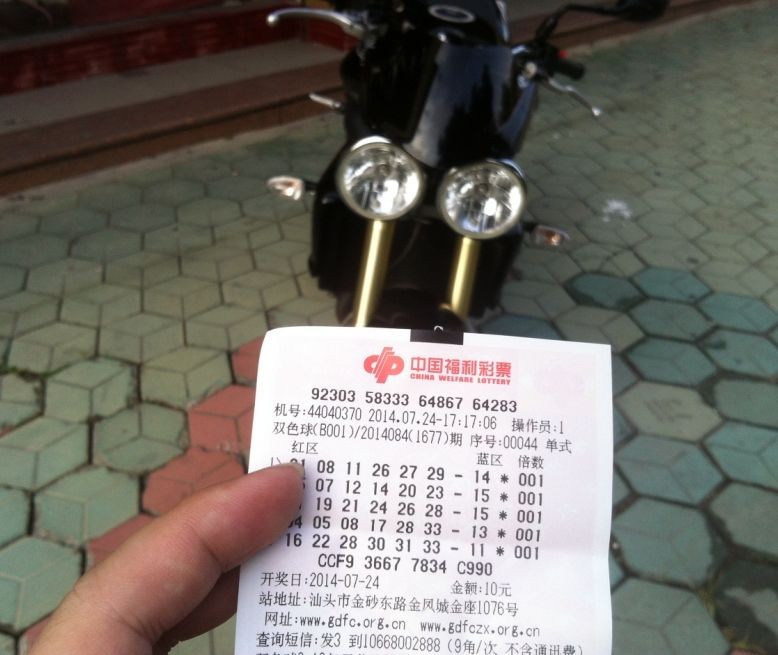 中国福利彩票
CHINA WELFARE LOTTERY
92303 58333 64867 64283
机号:44040370 2014.07.24-17:17:06 操作员:1
双色球(B001)/2014084(1677)期 序号:00044 单式
红区 蓝区 倍数
08 11 26 27 29 - 14 * 001
07 12 14 20 23 - 15 * 001
19 21 24 26 28 - 15 * 001
05 08 17 28 33 - 13 * 001
16 22 28 30 31 33 - 11 * 001
CCF9 3667 7834 C990
开奖日:2014-07-24 金额:10元
站地址:汕头市金砂东路金凤城金座1076号
网址:www.gdfc.org.cn www.gdfczx.org.cn
查询短信:发3 到10668002888 (9角/次 不含通讯费)